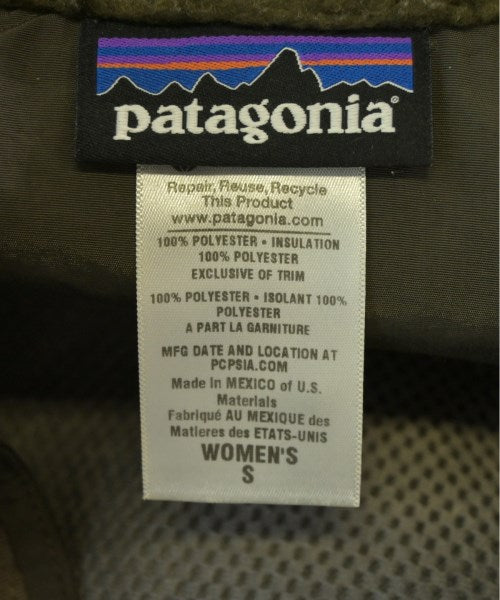 patagonia®
Repair, Reuse, Recycle
This Product
www.patagonia.com
100% POLYESTER • INSULATION
100% POLYESTER
EXCLUSIVE OF TRIM
100% POLYESTER • ISOLANT 100%
POLYESTER
A PART LA GARNITURE
MFG DATE AND LOCATION AT
PCPSIA.COM
Made in MEXICO of U.S.
Materials
Fabriqué AU MEXIQUE des
Matieres des ETATS-UNIS
WOMEN'S
S